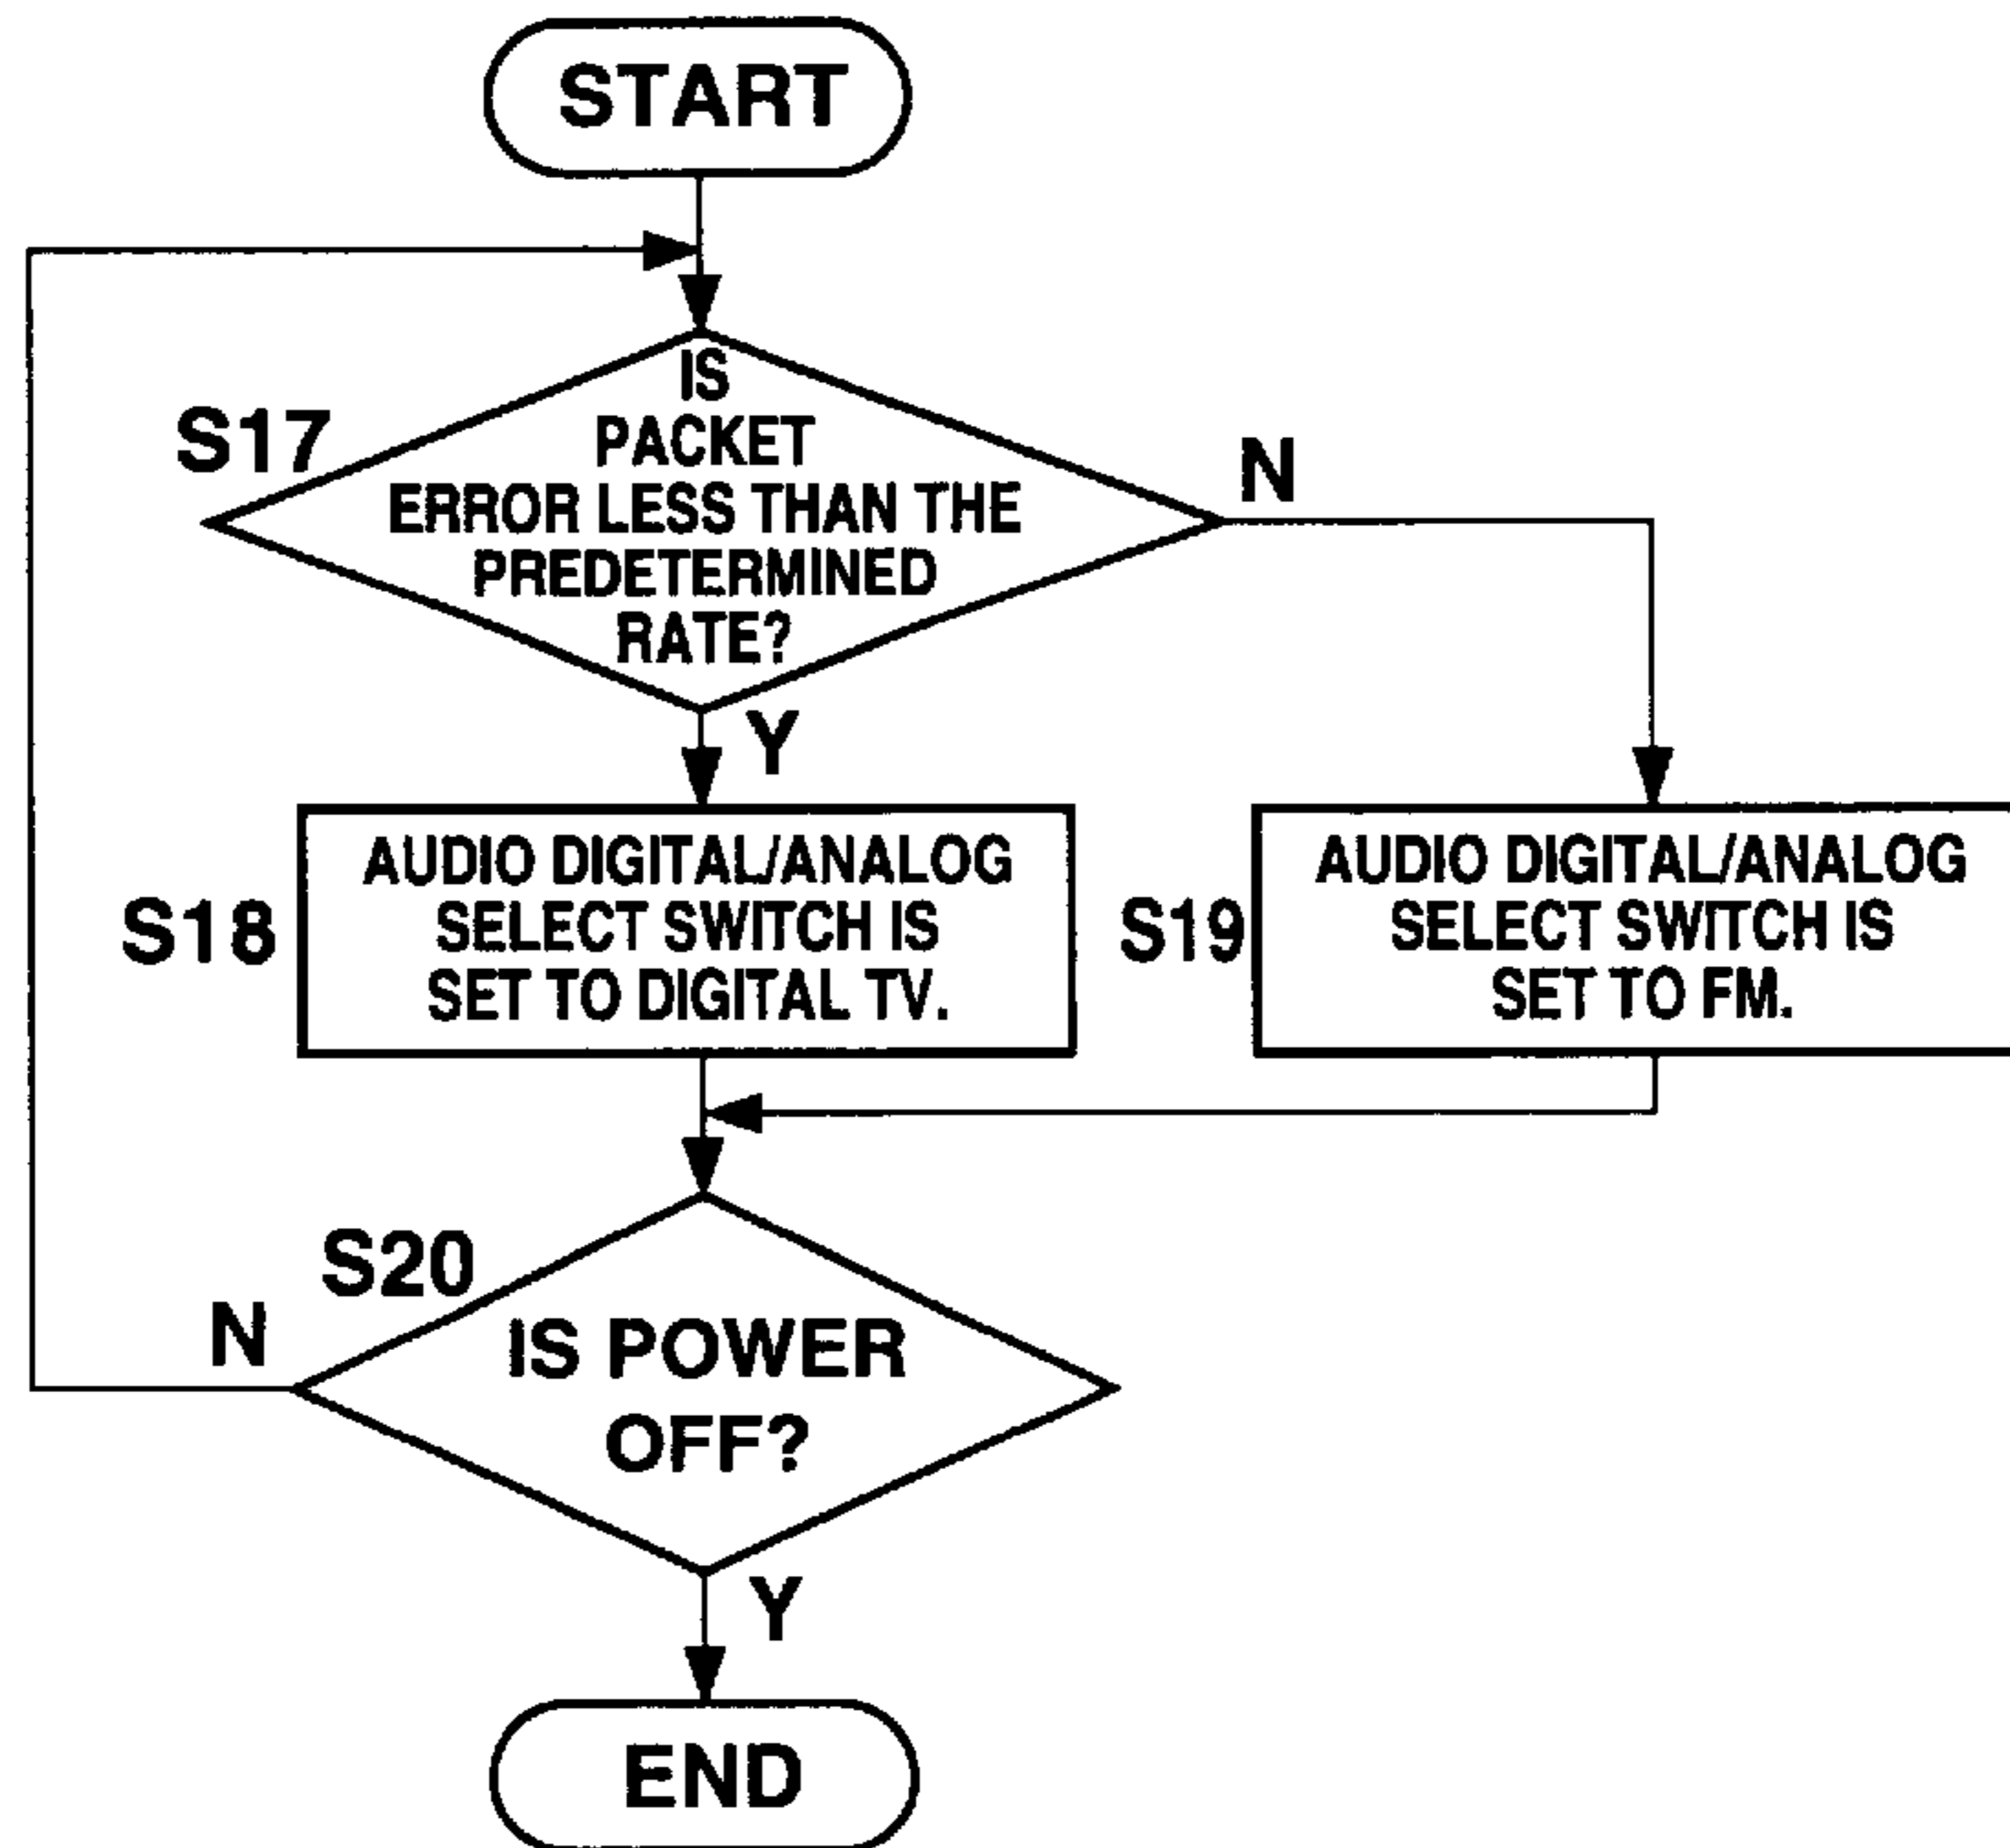 START
IS
PACKET
ERROR LESS THAN THE
PREDETERMINED
RATE?
S17
N
Y
AUDIO DIGITAL/ANALOG
SELECT SWITCH IS
SET TO DIGITAL TV.
S18
AUDIO DIGITAL/ANALOG
SELECT SWITCH IS
SET TO FM.
S19
S20
N
IS POWER
OFF?
Y
END